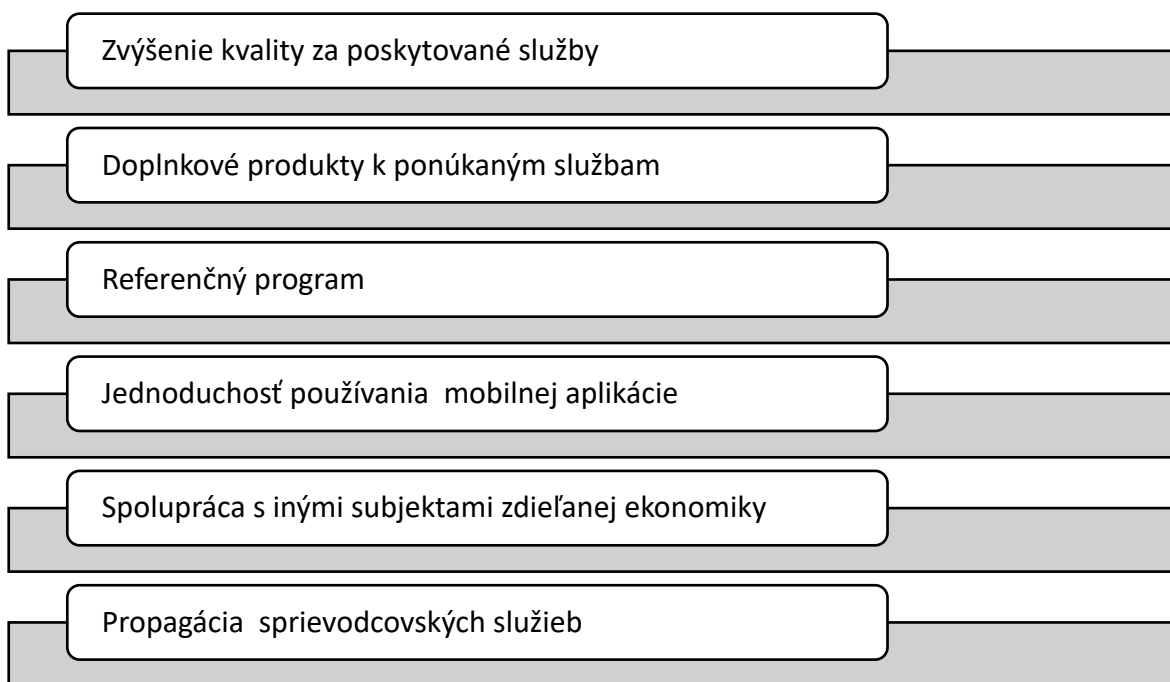 Zvýšenie kvality za poskytované služby
Doplnkové produkty k ponúkaným službam
Referenčný program
Jednoduchosť používania  mobilnej aplikácie
Spolupráca s inými subjektami zdieľanej ekonomiky
Propagácia  sprievodcovských služieb